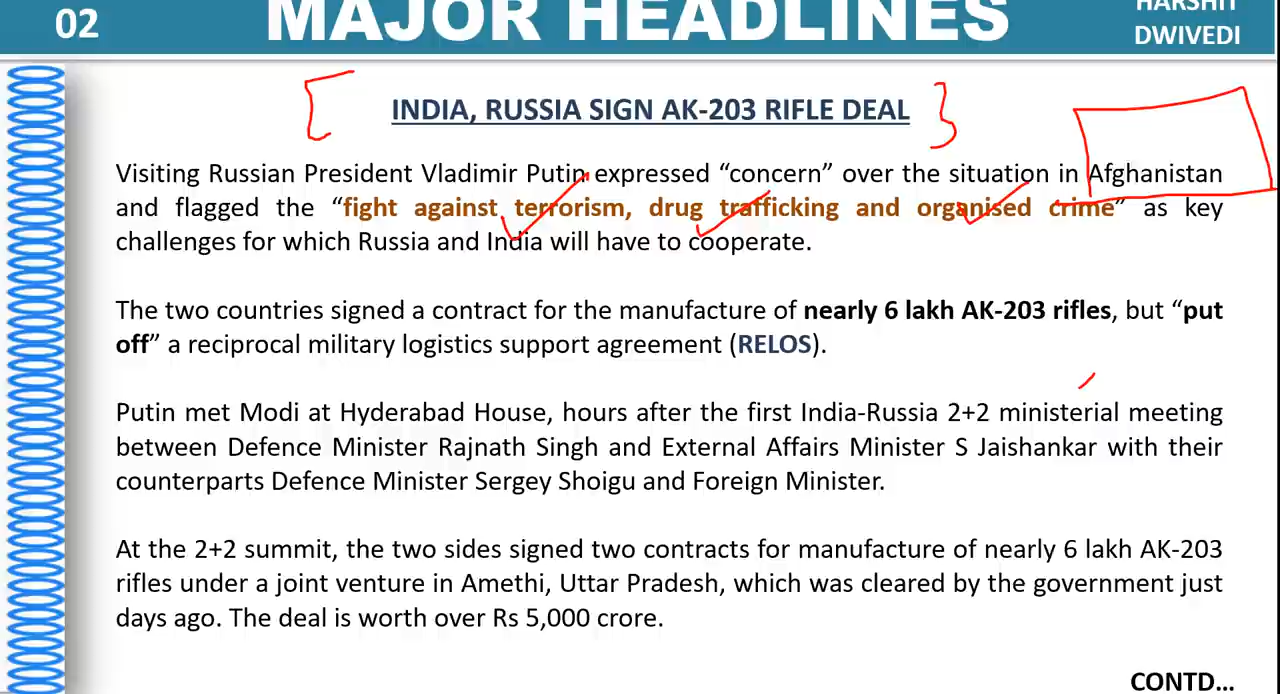 02
MAJOR HEADLINES
HARSHIT
DWIVEDI
INDIA, RUSSIA SIGN AK-203 RIFLE DEAL
Visiting Russian President Vladimir Putin expressed “concern” over the situation in Afghanistan
and flagged the “fight against terrorism, drug trafficking and organised crime” as key
challenges for which Russia and India will have to cooperate.
The two countries signed a contract for the manufacture of nearly 6 lakh AK-203 rifles, but “put
off” a reciprocal military logistics support agreement (RELOS).
Putin met Modi at Hyderabad House, hours after the first India-Russia 2+2 ministerial meeting
between Defence Minister Rajnath Singh and External Affairs Minister S Jaishankar with their
counterparts Defence Minister Sergey Shoigu and Foreign Minister.
At the 2+2 summit, the two sides signed two contracts for manufacture of nearly 6 lakh AK-203
rifles under a joint venture in Amethi, Uttar Pradesh, which was cleared by the government just
days ago. The deal is worth over Rs 5,000 crore.
CONTD...